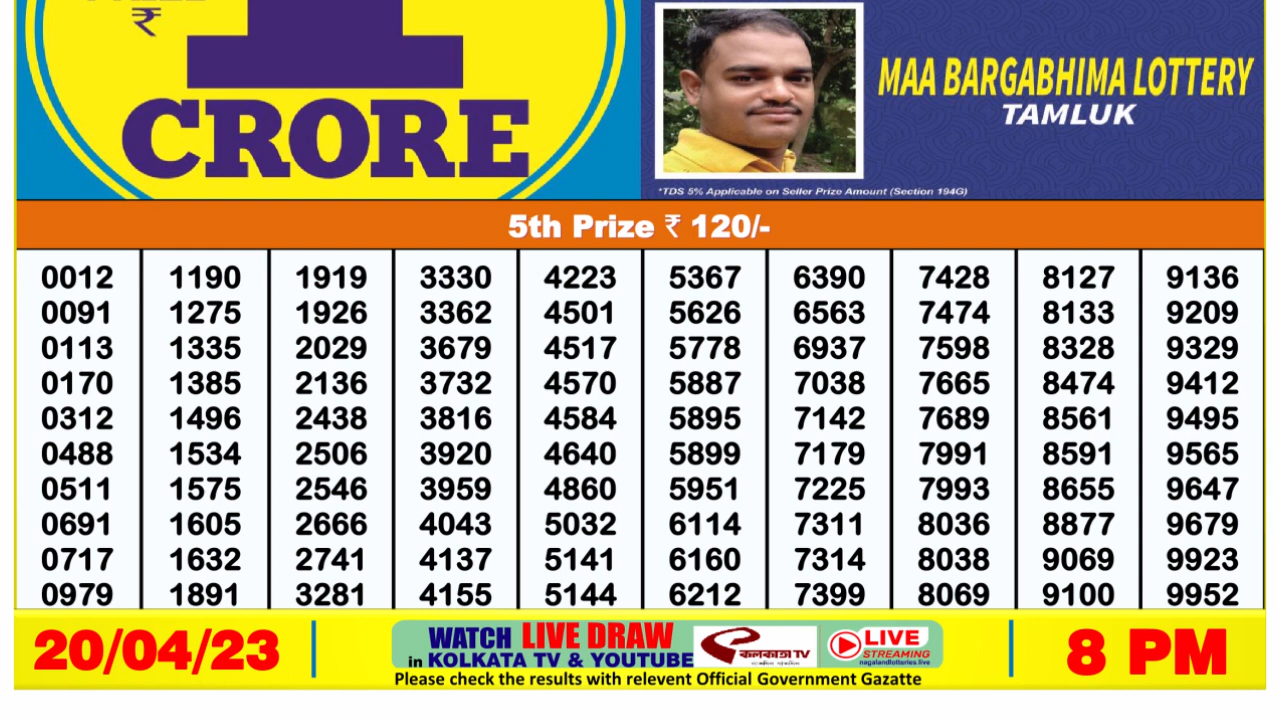 ₹
1
CRORE
MAA BARGABHIMA LOTTERY
TAMLUK
*TDS 5% Applicable on Seller Prize Amount (Section 194G)
5th Prize ₹ 120/-
0012 1190 1919 3330 4223 5367 6390 7428 8127 9136
0091 1275 1926 3362 4501 5626 6563 7474 8133 9209
0113 1335 2029 3679 4517 5778 6937 7598 8328 9329
0170 1385 2136 3732 4570 5887 7038 7665 8474 9412
0312 1496 2438 3816 4584 5895 7142 7689 8561 9495
0488 1534 2506 3920 4640 5899 7179 7991 8591 9565
0511 1575 2546 3959 4860 5951 7225 7993 8655 9647
0691 1605 2666 4043 5032 6114 7311 8036 8877 9679
0717 1632 2741 4137 5141 6160 7314 8038 9069 9923
0979 1891 3281 4155 5144 6212 7399 8069 9100 9952
20/04/23
WATCH LIVE DRAW
in KOLKATA TV & YOUTUBE
কলকাতা TV
LIVE
STREAMING
nagalandlotteries.live
Please check the results with relevent Official Government Gazatte
8 PM